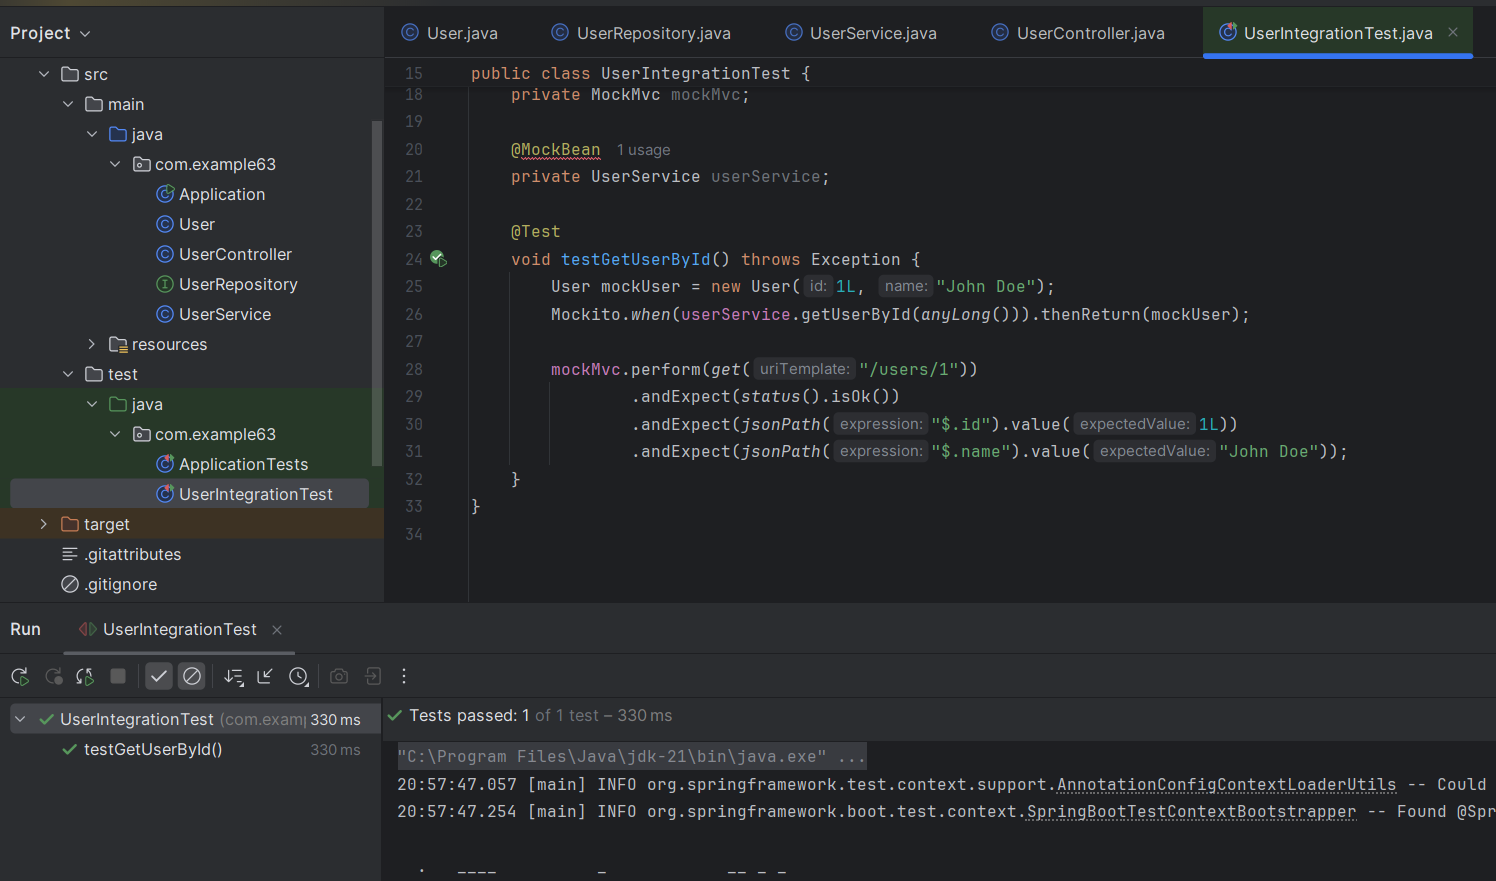 Project
User.java UserRepository.java UserService.java UserController.java UserIntegrationTest.java
src
main
java
com.example63
Application
User
UserController
UserRepository
UserService
resources
test
java
com.example63
ApplicationTests
UserIntegrationTest
target
.gitattributes
.gitignore
15 public class UserIntegrationTest {
18 private MockMvc mockMvc;
19
20 @MockBean 1 usage
21 private UserService userService;
22
23 @Test
24 void testGetUserById() throws Exception {
25 User mockUser = new User( id: 1L, name: "John Doe");
26 Mockito.when(userService.getUserById(anyLong())).thenReturn(mockUser);
27
28 mockMvc.perform(get( uriTemplate: "/users/1"))
29 .andExpect(status().isOk())
30 .andExpect(jsonPath( expression: "$.id").value( expectedValue: 1L))
31 .andExpect(jsonPath( expression: "$.name").value( expectedValue: "John Doe"));
32 }
33 }
34
Run UserIntegrationTest
UserIntegrationTest (com.examp 330 ms
testGetUserById() 330 ms
Tests passed: 1 of 1 test – 330 ms
"C:\Program Files\Java\jdk-21\bin\java.exe" ...
20:57:47.057 [main] INFO org.springframework.test.context.support.AnnotationConfigContextLoaderUtils -- Could
20:57:47.254 [main] INFO org.springframework.boot.test.context.SpringBootTestContextBootstrapper -- Found @Spr